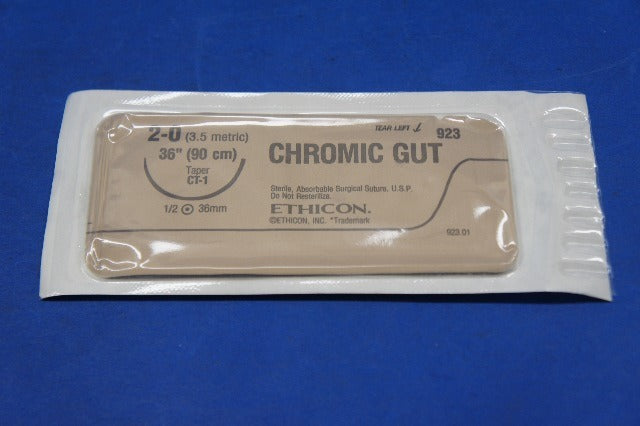 2-0 (3.5 metric)
TEAR LEFT
923
36" (90 cm)
Taper
CT-1
1/2 36mm
CHROMIC GUT
Sterile, Absorbable Surgical Suture, U.S.P.
Do Not Resterilize.
ETHICON.
©ETHICON, INC. *Trademark
923.01